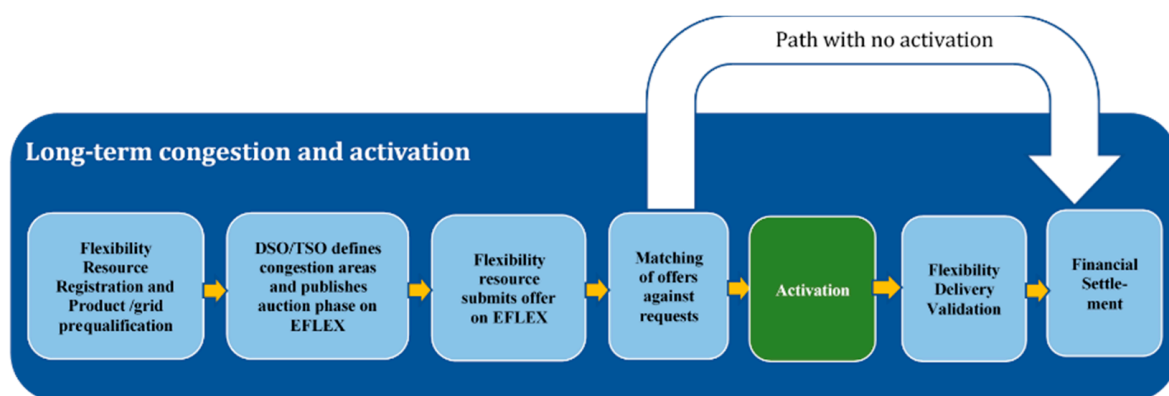 Path with no activation
Long-term congestion and activation
Flexibility
Resource
Registration and
Product /grid
prequalification
DSO/TSO defines
congestion areas
and publishes
auction phase on
EFLEX
Flexibility
resource
submits offer
on EFLEX
Matching
of offers
against
requests
Activation
Flexibility
Delivery
Validation
Financial
Settle-
ment